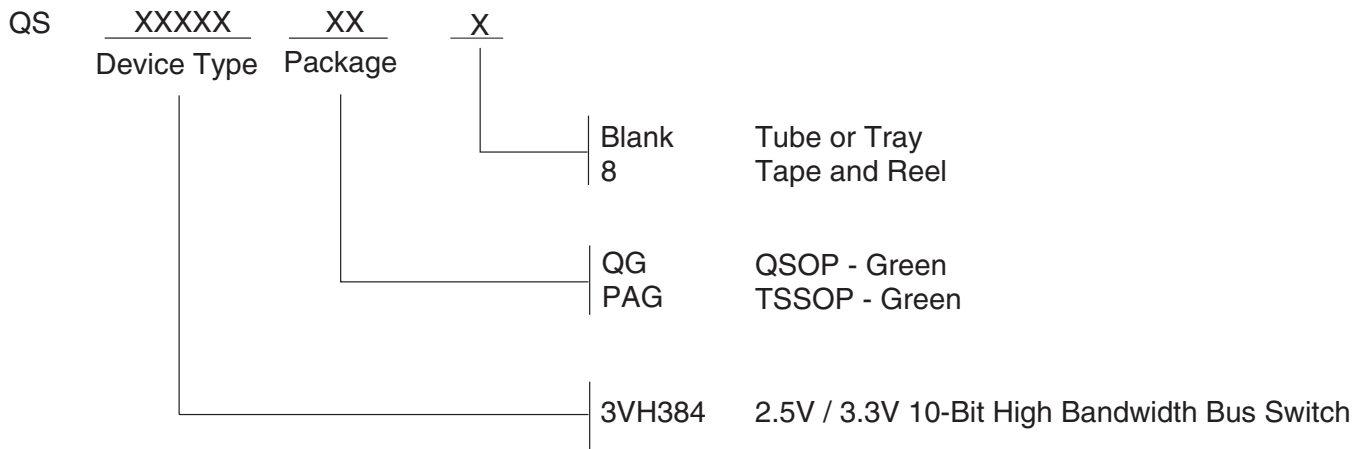 QS XXXXX XX X
Device Type Package
Blank Tube or Tray
8 Tape and Reel
QG QSOP - Green
PAG TSSOP - Green
3VH384 2.5V / 3.3V 10-Bit High Bandwidth Bus Switch